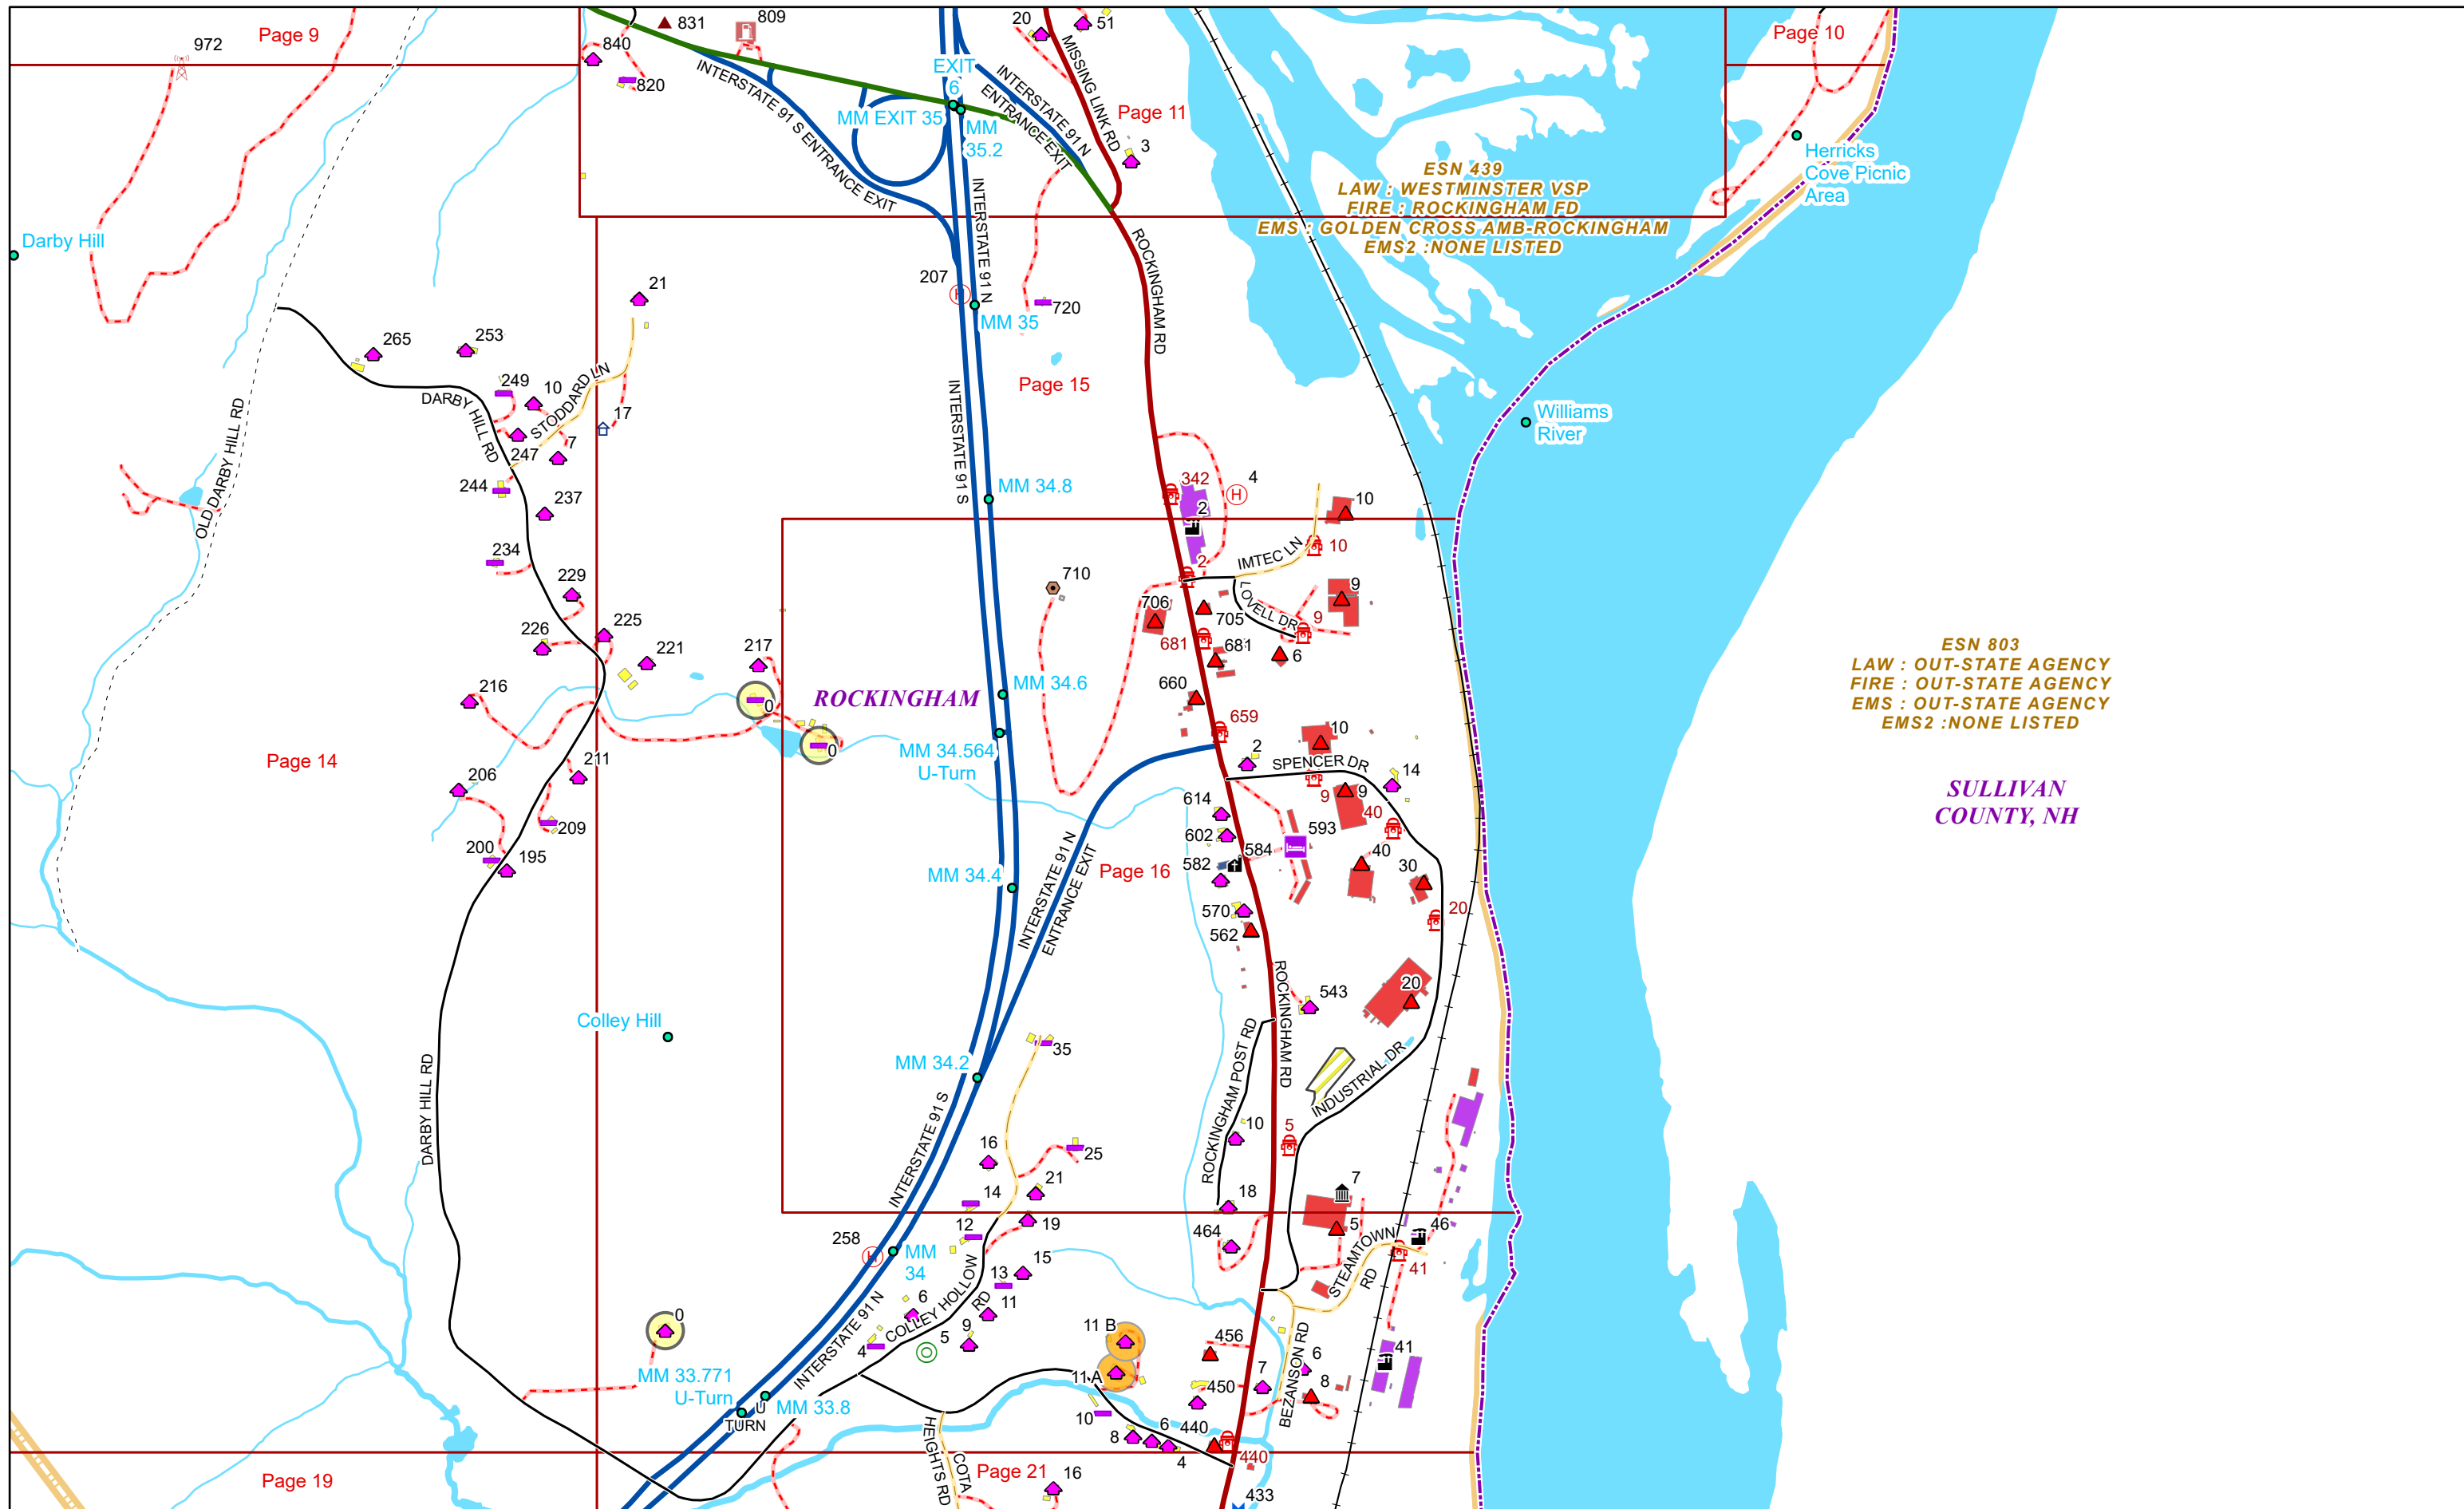 Page 9
972
831
809
840
820
EXIT
6
MM EXIT 35
MM
35.2
INTERSTATE 91 S ENTRANCE EXIT
INTERSTATE 91 N
ENTRANCE EXIT
20
51
MISSING LINK RD
Page 11
3
Page 10
Herricks
Cove Picnic
Area
ESN 439
LAW : WESTMINSTER VSP
FIRE : ROCKINGHAM FD
EMS : GOLDEN CROSS AMB-ROCKINGHAM
EMS2 :NONE LISTED
Darby Hill
INTERSTATE 91 N
207
H
MM 35
720
ROCKINGHAM RD
21
265
253
249
10
STODDARD LN
DARBY HILL RD
17
7
247
244
237
234
229
226
225
221
217
0
0
216
211
206
209
200
195
OLD DARBY HILL RD
Page 14
Page 15
INTERSTATE 91 S
MM 34.8
Williams
River
342
4
H
2
10
IMTEC LN
10
2
LOVELL DR
9
9
710
706
705
681
681
6
660
659
ROCKINGHAM
MM 34.6
MM 34.564
U-Turn
2
10
SPENCER DR
14
9
9
40
614
602
593
584
582
40
30
570
562
20
543
20
ESN 803
LAW : OUT-STATE AGENCY
FIRE : OUT-STATE AGENCY
EMS : OUT-STATE AGENCY
EMS2 :NONE LISTED
SULLIVAN
COUNTY, NH
MM 34.4
INTERSTATE 91 N
ENTRANCE EXIT
Page 16
Colley Hill
MM 34.2
35
ROCKINGHAM RD
ROCKINGHAM POST RD
INDUSTRIAL DR
DARBY HILL RD
INTERSTATE 91 S
16
25
21
14
19
12
10
5
18
7
5
464
46
41
STEAMTOWN
RD
258
H
MM
34
15
13
11
6
COLLEY HOLLOW
RD
9
5
4
0
INTERSTATE 91 N
MM 33.771
U-Turn
U
TURN
MM 33.8
11 B
11 A
456
7
6
8
41
450
BEZANSON RD
10
8
6
440
4
440
HEIGHTS RD
COTA
Page 19
Page 21
16
433